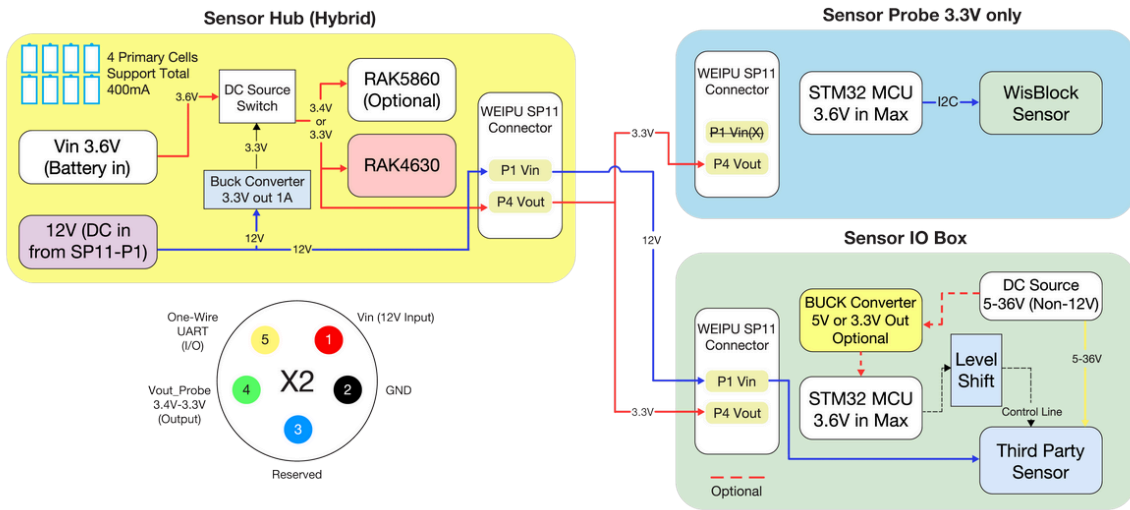 Sensor Hub (Hybrid)
4 Primary Cells
Support Total
400mA
3.6V
DC Source
Switch
3.4V
or
3.3V
RAK5860
(Optional)
Vin 3.6V
(Battery in)
3.3V
RAK4630
Buck Converter
3.3V out 1A
12V (DC in
from SP11-P1)
12V
12V
WEIPU SP11
Connector
P1 Vin
P4 Vout
3.3V
12V
3.3V
Sensor Probe 3.3V only
WEIPU SP11
Connector
P1 Vin(X)
P4 Vout
STM32 MCU
3.6V in Max
I2C
WisBlock
Sensor
Sensor IO Box
WEIPU SP11
Connector
P1 Vin
P4 Vout
BUCK Converter
5V or 3.3V Out
Optional
DC Source
5-36V (Non-12V)
5-36V
STM32 MCU
3.6V in Max
Level
Shift
Control Line
Third Party
Sensor
Optional
One-Wire
UART
(I/O)
Vin (12V Input)
5
1
X2
4
2
Vout_Probe
3.4V-3.3V
(Output)
GND
3
Reserved